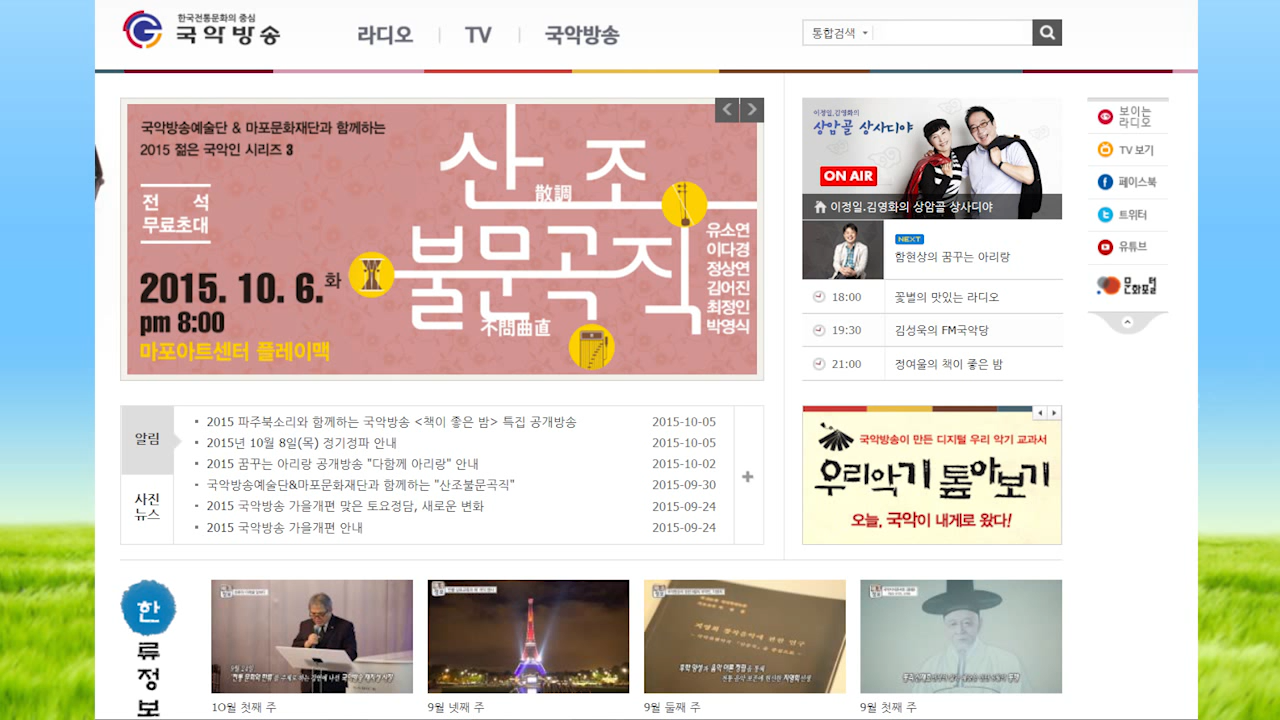 한국전통문화의 중심
국악방송
라디오
TV
국악방송
통합검색
국악방송예술단 & 마포문화재단과 함께하는
2015 젊은 국악인 시리즈 3
전 석
무료초대
산조
散調
불문곡직
不問曲直
2015. 10. 6. 화
pm 8:00
마포아트센터 플레이맥
유소연
이다경
정상연
김어진
최정인
박영식
이정일,김영화의
상암골 상사디야
ON AIR
이정일.김영화의 상암골 상사디야
NEXT
함현상의 꿈꾸는 아리랑
18:00 꽃별의 맛있는 라디오
19:30 김성욱의 FM국악당
21:00 정여울의 책이 좋은 밤
보이는
라디오
TV 보기
페이스북
트위터
유튜브
문화포털
알림
사진
뉴스
2015 파주북소리와 함께하는 국악방송 <책이 좋은 밤> 특집 공개방송 2015-10-05
2015년 10월 8일(목) 정기정파 안내 2015-10-05
2015 꿈꾸는 아리랑 공개방송 "다함께 아리랑" 안내 2015-10-02
국악방송예술단&마포문화재단과 함께하는 "산조불문곡직" 2015-09-30
2015 국악방송 가을개편 맞은 토요정담, 새로운 변화 2015-09-24
2015 국악방송 가을개편 안내 2015-09-24
국악방송이 만든 디지털 우리 악기 교과서
우리악기 톺아보기
오늘, 국악이 내게로 왔다!
한류정보
9월 24일
10월 첫째 주
9월 넷째 주
9월 둘째 주
9월 첫째 주